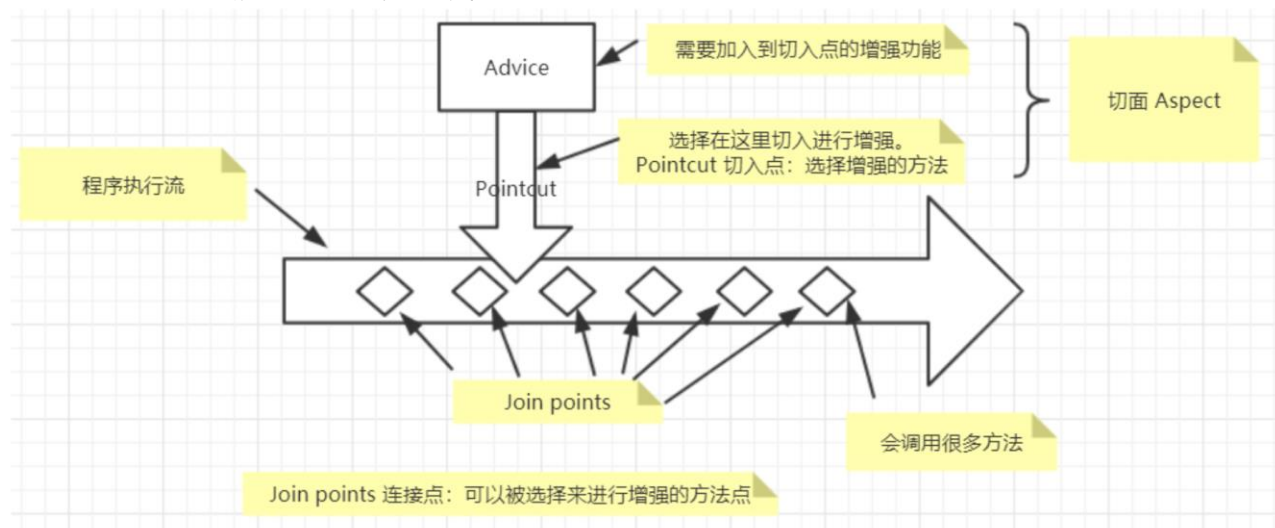 Advice
需要加入到切入点的增强功能
切面 Aspect
选择在这里切入进行增强。
Pointcut 切入点：选择增强的方法
程序执行流
Pointcut
Join points
会调用很多方法
Join points 连接点：可以被选择来进行增强的方法点